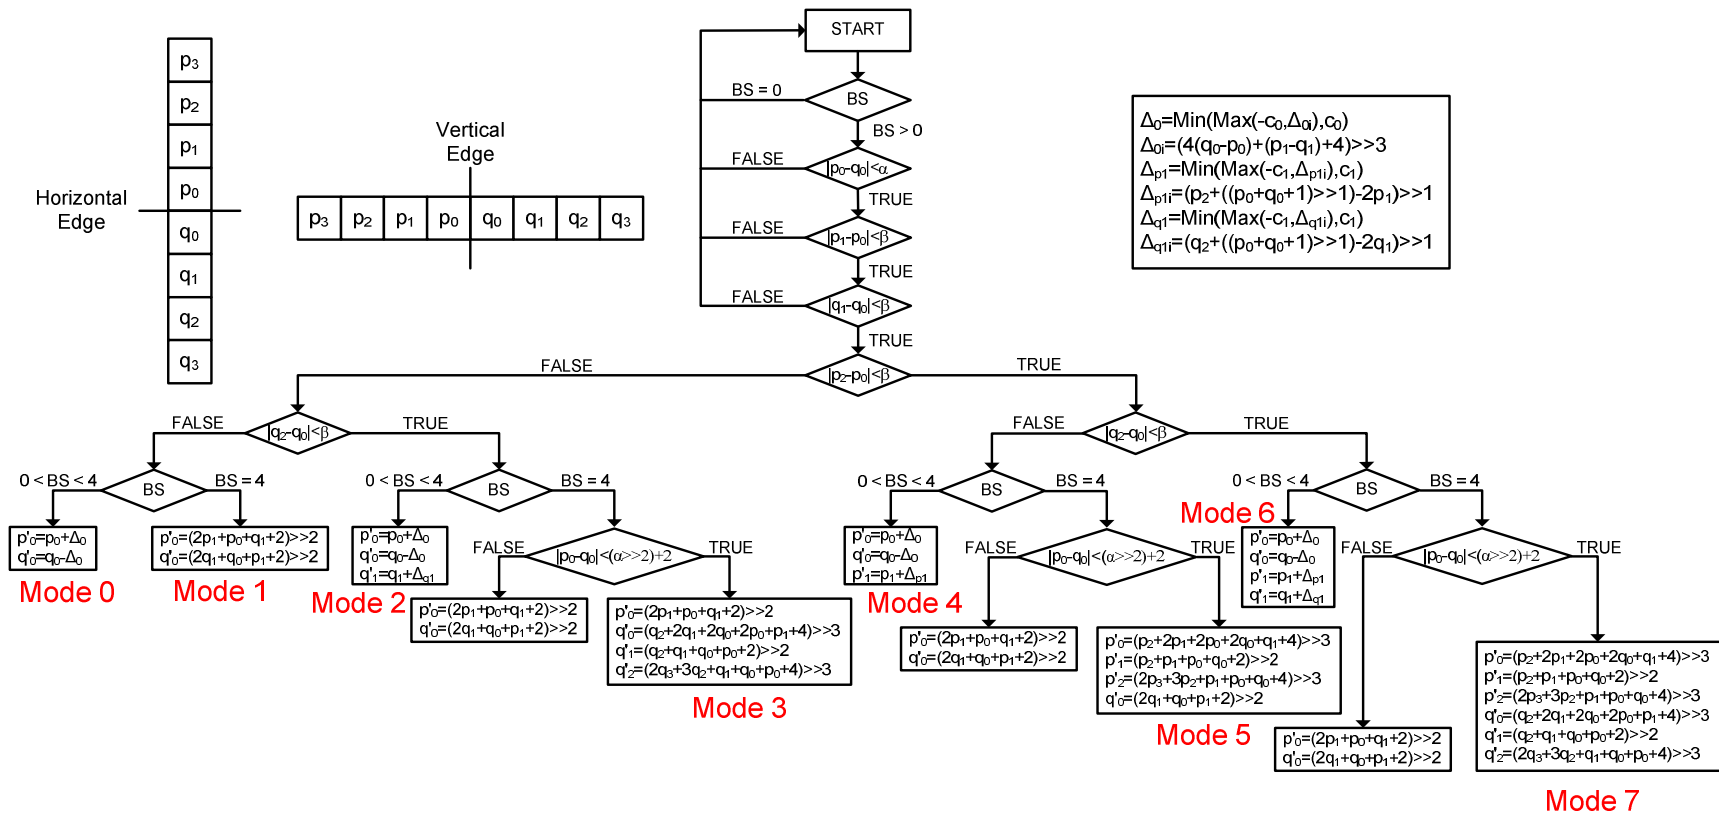 START
BS = 0
BS
BS > 0
FALSE
|p₀-q₀|<α
TRUE
FALSE
|p₁-p₀|<β
TRUE
FALSE
|q₁-q₀|<β
TRUE
FALSE
|p₂-p₀|<β
TRUE
p₃
p₂
p₁
p₀
q₀
q₁
q₂
q₃
Horizontal
Edge
Vertical
Edge
p₃ p₂ p₁ p₀ q₀ q₁ q₂ q₃
Δ₀=Min(Max(-c₀,Δ₀ᵢ),c₀)
Δ₀ᵢ=(4(q₀-p₀)+(p₁-q₁)+4)>>3
Δₚ₁=Min(Max(-c₁,Δₚ₁ᵢ),c₁)
Δₚ₁ᵢ=(p₂+((p₀+q₀+1)>>1)-2p₁)>>1
Δq₁=Min(Max(-c₁,Δq₁ᵢ),c₁)
Δq₁ᵢ=(q₂+((p₀+q₀+1)>>1)-2q₁)>>1
FALSE
|q₂-q₀|<β
TRUE
0 < BS < 4
BS
BS = 4
p'₀=p₀+Δ₀
q'₀=q₀-Δ₀
Mode 0
p'₀=(2p₁+p₀+q₁+2)>>2
q'₀=(2q₁+q₀+p₁+2)>>2
Mode 1
0 < BS < 4
BS
BS = 4
p'₀=p₀+Δ₀
q'₀=q₀-Δ₀
q'₁=q₁+Δq₁
Mode 2
FALSE
|p₀-q₀|<(α>>2)+2
TRUE
p'₀=(2p₁+p₀+q₁+2)>>2
q'₀=(2q₁+q₀+p₁+2)>>2
p'₀=(2p₁+p₀+q₁+2)>>2
q'₀=(q₂+2q₁+2q₀+2p₀+p₁+4)>>3
q'₁=(q₂+q₁+q₀+p₀+2)>>2
q'₂=(2q₃+3q₂+q₁+q₀+p₀+4)>>3
Mode 3
FALSE
|q₂-q₀|<β
TRUE
0 < BS < 4
BS
BS = 4
p'₀=p₀+Δ₀
q'₀=q₀-Δ₀
p'₁=p₁+Δₚ₁
Mode 4
FALSE
|p₀-q₀|<(α>>2)+2
TRUE
p'₀=(2p₁+p₀+q₁+2)>>2
q'₀=(2q₁+q₀+p₁+2)>>2
p'₀=(p₂+2p₁+2p₀+2q₀+q₁+4)>>3
p'₁=(p₂+p₁+p₀+q₀+2)>>2
p'₂=(2p₃+3p₂+p₁+p₀+q₀+4)>>3
q'₀=(2q₁+q₀+p₁+2)>>2
Mode 5
0 < BS < 4
BS
BS = 4
Mode 6
p'₀=p₀+Δ₀
q'₀=q₀-Δ₀
p'₁=p₁+Δₚ₁
q'₁=q₁+Δq₁
FALSE
|p₀-q₀|<(α>>2)+2
TRUE
p'₀=(2p₁+p₀+q₁+2)>>2
q'₀=(2q₁+q₀+p₁+2)>>2
p'₀=(p₂+2p₁+2p₀+2q₀+q₁+4)>>3
p'₁=(p₂+p₁+p₀+q₀+2)>>2
p'₂=(2p₃+3p₂+p₁+p₀+q₀+4)>>3
q'₀=(q₂+2q₁+2q₀+2p₀+p₁+4)>>3
q'₁=(q₂+q₁+q₀+p₀+2)>>2
q'₂=(2q₃+3q₂+q₁+q₀+p₀+4)>>3
Mode 7